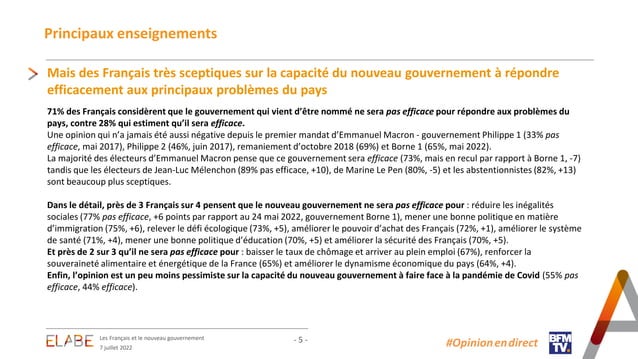 Principaux enseignements
Mais des Français très sceptiques sur la capacité du nouveau gouvernement à répondre
efficacement aux principaux problèmes du pays
71% des Français considèrent que le gouvernement qui vient d’être nommé ne sera pas efficace pour répondre aux problèmes du
pays, contre 28% qui estiment qu’il sera efficace.
Une opinion qui n’a jamais été aussi négative depuis le premier mandat d’Emmanuel Macron - gouvernement Philippe 1 (33% pas
efficace, mai 2017), Philippe 2 (46%, juin 2017), remaniement d’octobre 2018 (69%) et Borne 1 (65%, mai 2022).
La majorité des électeurs d’Emmanuel Macron pense que ce gouvernement sera efficace (73%, mais en recul par rapport à Borne 1, -7)
tandis que les électeurs de Jean-Luc Mélenchon (89% pas efficace, +10), de Marine Le Pen (80%, -5) et les abstentionnistes (82%, +13)
sont beaucoup plus sceptiques.
Dans le détail, près de 3 Français sur 4 pensent que le nouveau gouvernement ne sera pas efficace pour : réduire les inégalités
sociales (77% pas efficace, +6 points par rapport au 24 mai 2022, gouvernement Borne 1), mener une bonne politique en matière
d’immigration (75%, +6), relever le défi écologique (73%, +5), améliorer le pouvoir d’achat des Français (72%, +1), améliorer le système
de santé (71%, +4), mener une bonne politique d’éducation (70%, +5) et améliorer la sécurité des Français (70%, +5).
Et près de 2 sur 3 qu’il ne sera pas efficace pour : baisser le taux de chômage et arriver au plein emploi (67%), renforcer la
souveraineté alimentaire et énergétique de la France (65%) et améliorer le dynamisme économique du pays (64%, +4).
Enfin, l’opinion est un peu moins pessimiste sur la capacité du nouveau gouvernement à faire face à la pandémie de Covid (55% pas
efficace, 44% efficace).
ELABE
Les Français et le nouveau gouvernement
7 juillet 2022
- 5 -
#Opinionendirect
BFM
TV.